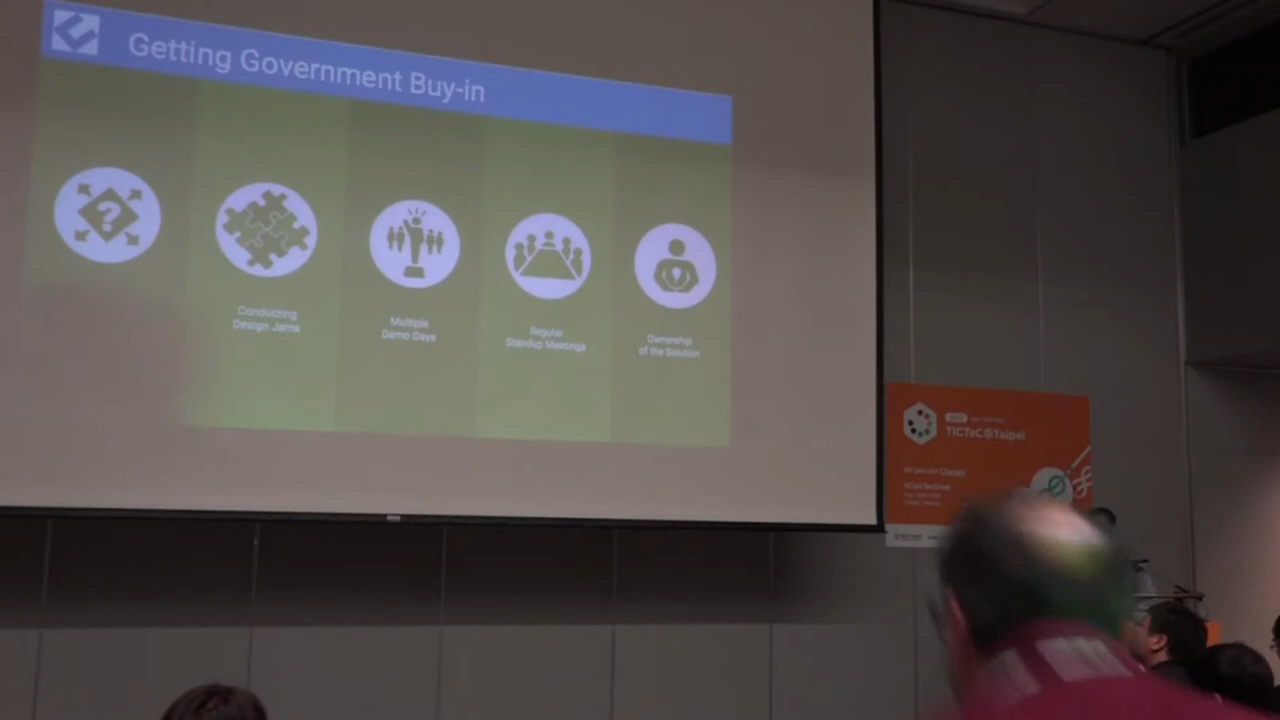 Getting Government Buy-in
?
Conducting
Design Jams
Multiple
Demo Days
Regular
Standup Meetings
Ownership
of the Solution
TICTeC@Taipei